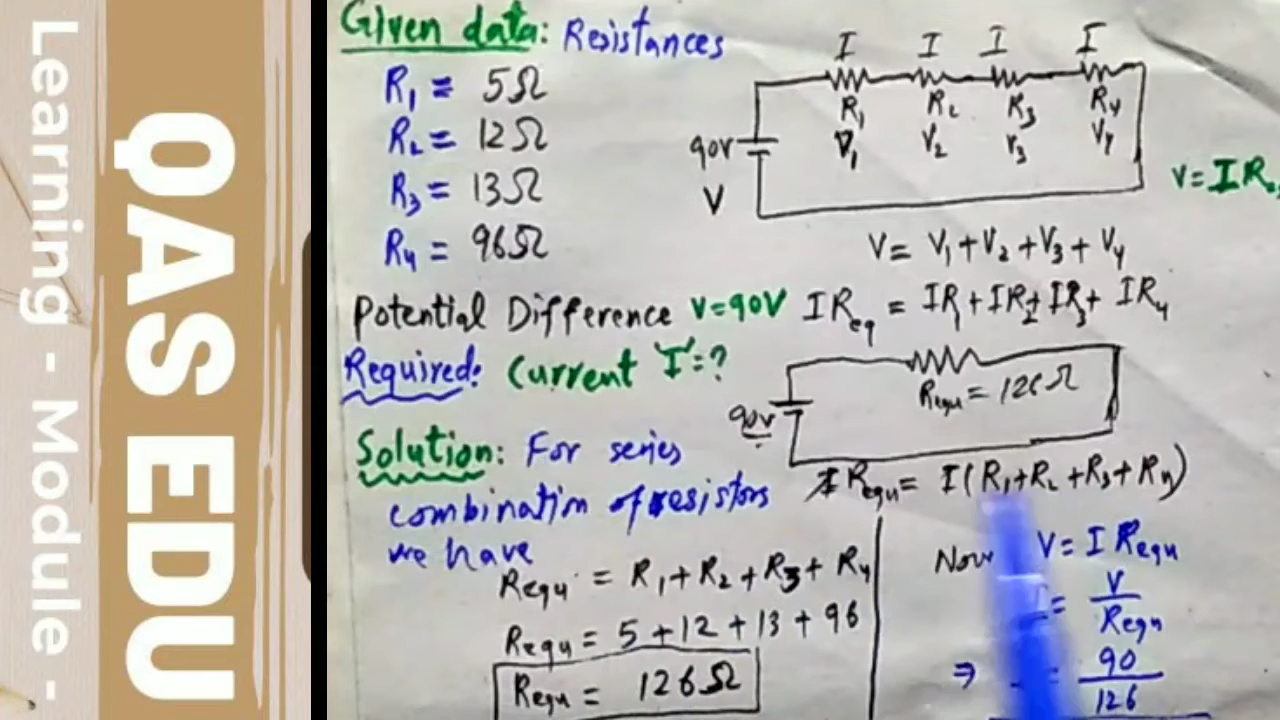 Learning - Module -
QAS EDU
Given data: Resistances
R₁ = 5Ω
R₂ = 12Ω
R₃ = 13Ω
R₄ = 96Ω
Potential Difference V=90V
Required: Current 'I'=?
Solution: For series
combination of resistors
we have
Requ = R₁+R₂+R₃+R₄
Requ = 5+12+13+96
Requ = 126Ω
I I I I
R₁ R₂ R₃ R₄
V₁ V₂ V₃ V₄
90V
V
V=IR
V= V₁+V₂+V₃+V₄
IReq = IR₁+IR₂+IR₃+IR₄
Requ = 126Ω
90V
IRequ= I(R₁+R₂+R₃+R₄)
Now V=IRequ
= V/Requ
⇒ 90/126